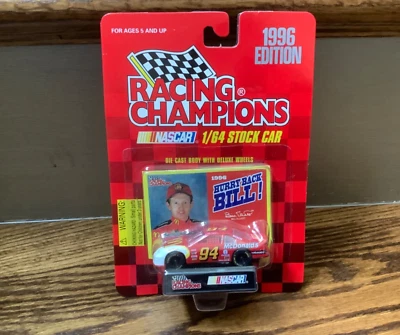 FOR AGES 5 AND UP
1996
EDITION
RACING
CHAMPIONS®
NASCAR 1/64 STOCK CAR
DIE CAST BODY WITH DELUXE WHEELS
1996
HURRY BACK
BILL!
WARNING:
94
McDonald's
NASCAR